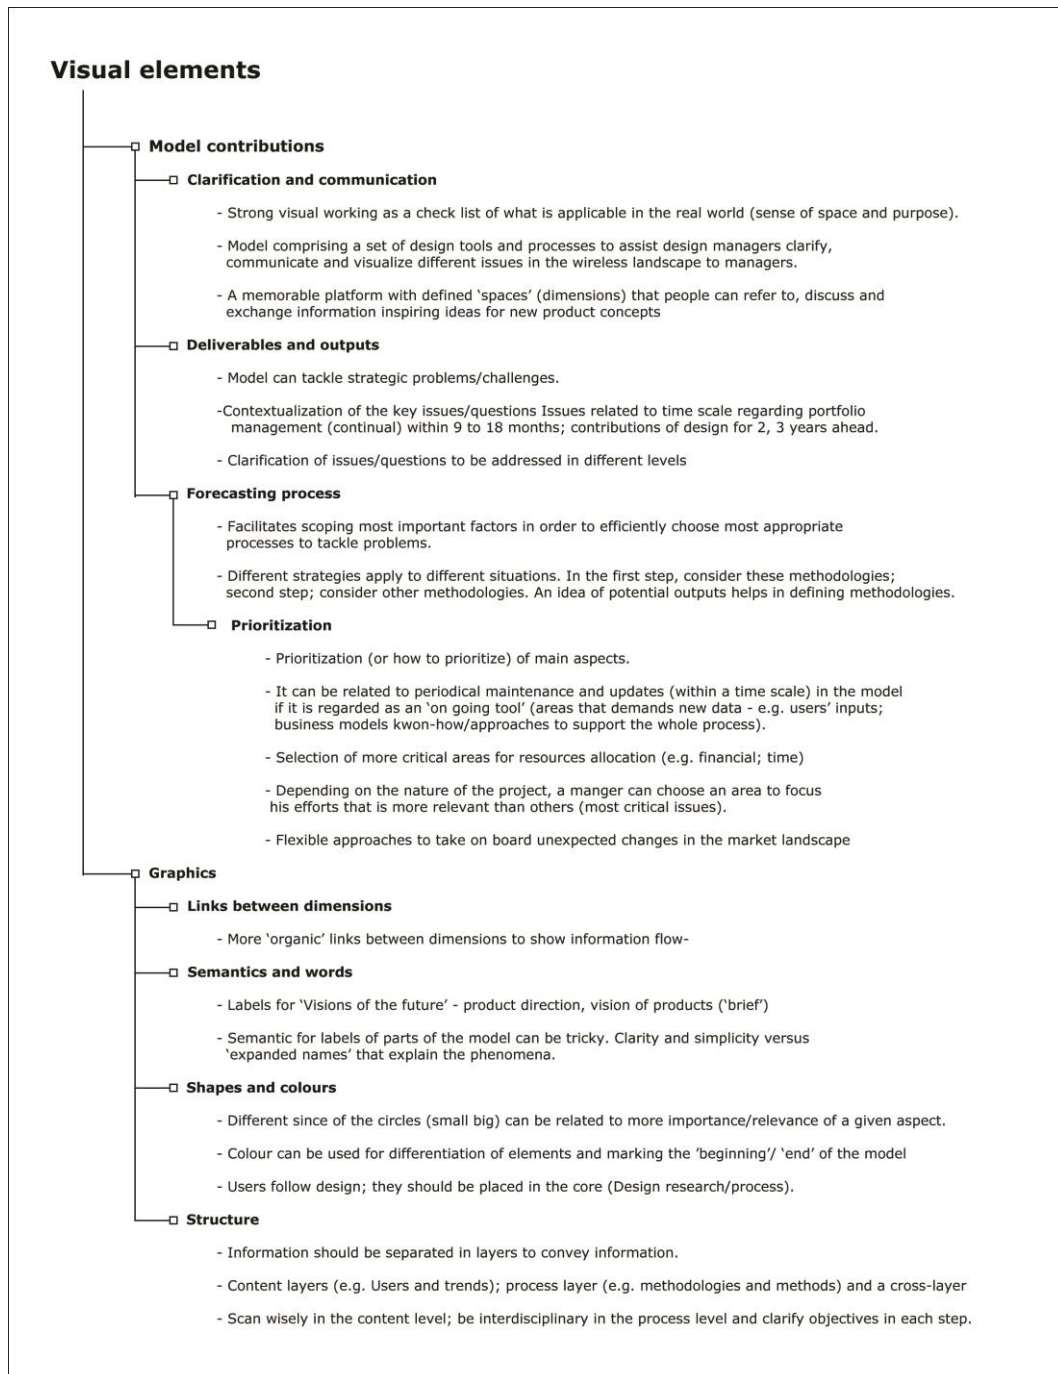 Visual elements
Model contributions
Clarification and communication
- Strong visual working as a check list of what is applicable in the real world (sense of space and purpose).
- Model comprising a set of design tools and processes to assist design managers clarify,
communicate and visualize different issues in the wireless landscape to managers.
- A memorable platform with defined ‘spaces’ (dimensions) that people can refer to, discuss and
exchange information inspiring ideas for new product concepts
Deliverables and outputs
- Model can tackle strategic problems/challenges.
-Contextualization of the key issues/questions Issues related to time scale regarding portfolio
management (continual) within 9 to 18 months; contributions of design for 2, 3 years ahead.
- Clarification of issues/questions to be addressed in different levels
Forecasting process
- Facilitates scoping most important factors in order to efficiently choose most appropriate
processes to tackle problems.
- Different strategies apply to different situations. In the first step, consider these methodologies;
second step; consider other methodologies. An idea of potential outputs helps in defining methodologies.
Prioritization
- Prioritization (or how to prioritize) of main aspects.
- It can be related to periodical maintenance and updates (within a time scale) in the model
if it is regarded as an ‘on going tool’ (areas that demands new data - e.g. users’ inputs;
business models kwon-how/approaches to support the whole process).
- Selection of more critical areas for resources allocation (e.g. financial; time)
- Depending on the nature of the project, a manger can choose an area to focus
his efforts that is more relevant than others (most critical issues).
- Flexible approaches to take on board unexpected changes in the market landscape
Graphics
Links between dimensions
- More ‘organic’ links between dimensions to show information flow-
Semantics and words
- Labels for ‘Visions of the future’ - product direction, vision of products (‘brief’)
- Semantic for labels of parts of the model can be tricky. Clarity and simplicity versus
‘expanded names’ that explain the phenomena.
Shapes and colours
- Different since of the circles (small big) can be related to more importance/relevance of a given aspect.
- Colour can be used for differentiation of elements and marking the ’beginning’/ ‘end’ of the model
- Users follow design; they should be placed in the core (Design research/process).
Structure
- Information should be separated in layers to convey information.
- Content layers (e.g. Users and trends); process layer (e.g. methodologies and methods) and a cross-layer
- Scan wisely in the content level; be interdisciplinary in the process level and clarify objectives in each step.